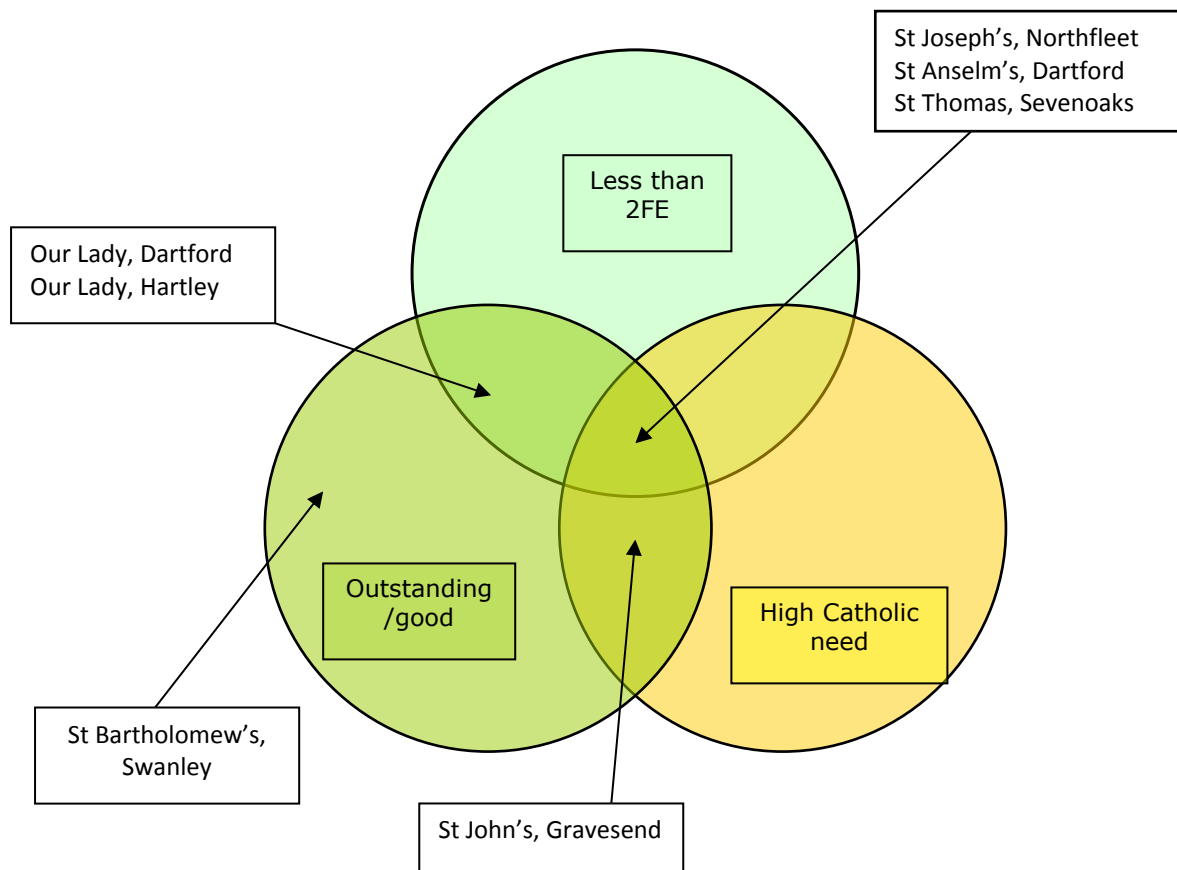 St Joseph’s, Northfleet
St Anselm’s, Dartford
St Thomas, Sevenoaks
Less than
2FE
Our Lady, Dartford
Our Lady, Hartley
Outstanding
/good
High Catholic
need
St Bartholomew’s,
Swanley
St John’s, Gravesend